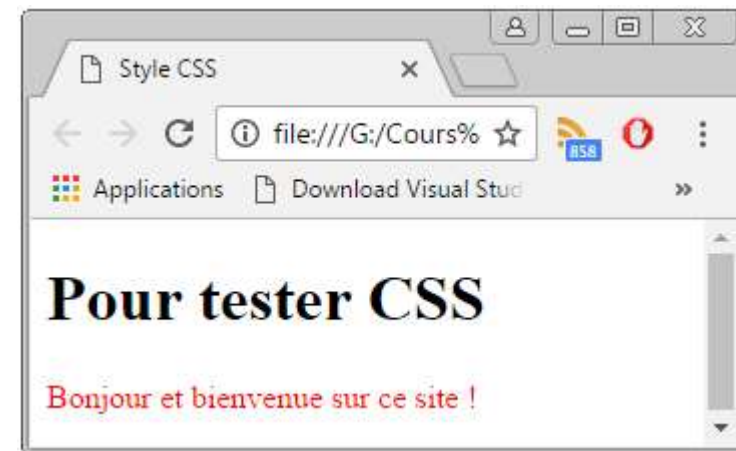 Style CSS
file:///G:/Cours%
858
Applications
Download Visual Stud
Pour tester CSS
Bonjour et bienvenue sur ce site !